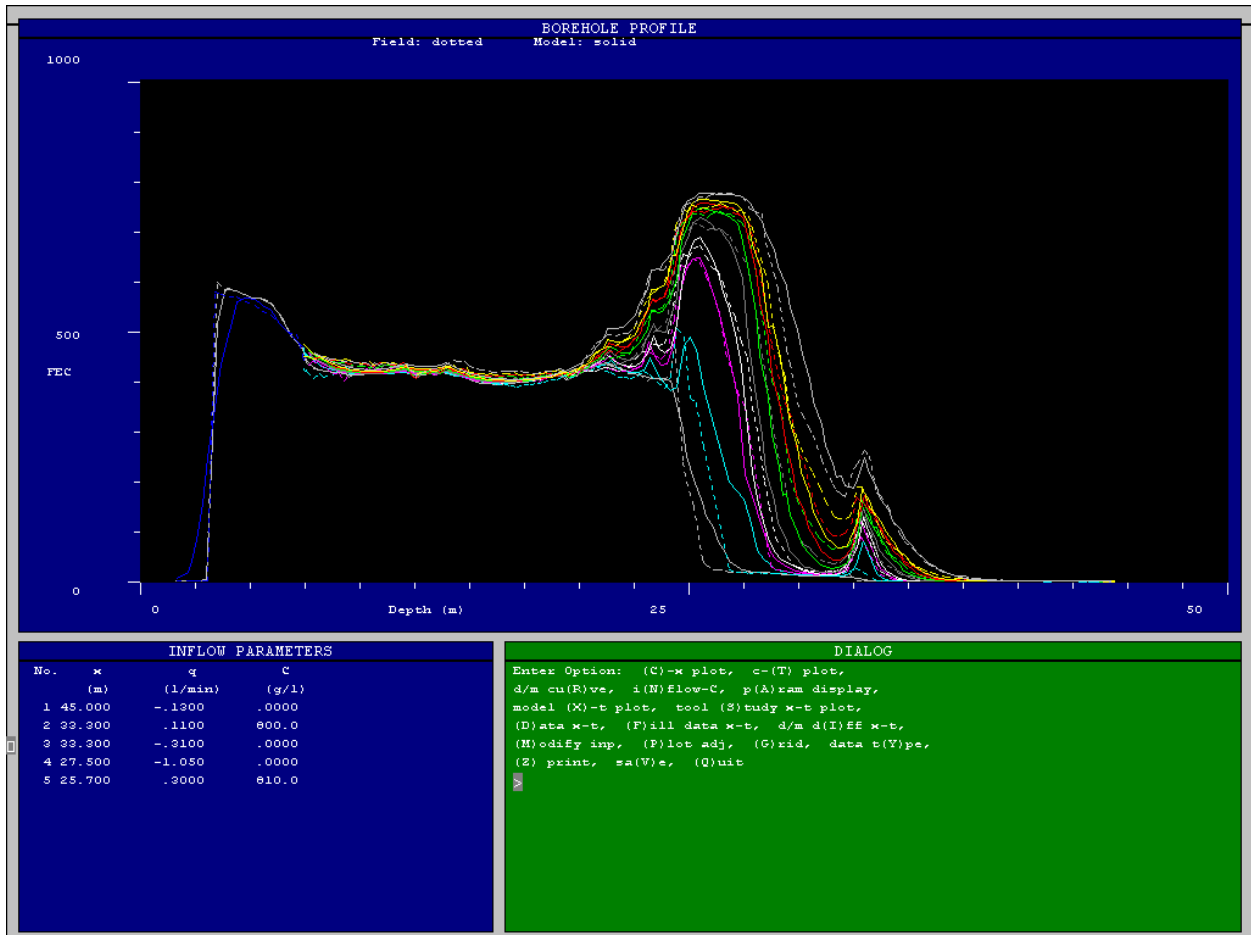 BOREHOLE PROFILE
Field: dotted Model: solid
1000
500
FEC
0
0 Depth (m) 25 50
INFLOW PARAMETERS
No. x q C
(m) (l/min) (g/l)
1 45.000 -.1300 .0000
2 33.300 .1100 800.0
3 33.300 -.3100 .0000
4 27.500 -1.050 .0000
5 25.700 .3000 810.0
DIALOG
Enter Option: (C)-x plot, c-(T) plot,
d/m cu(R)ve, i(N)flow-C, p(A)ram display,
model (X)-t plot, tool (S)tudy x-t plot,
(D)ata x-t, (F)ill data x-t, d/m d(I)ff x-t,
(M)odify inp, (P)lot adj, (G)rid, data t(Y)pe,
(Z) print, sa(V)e, (Q)uit
>